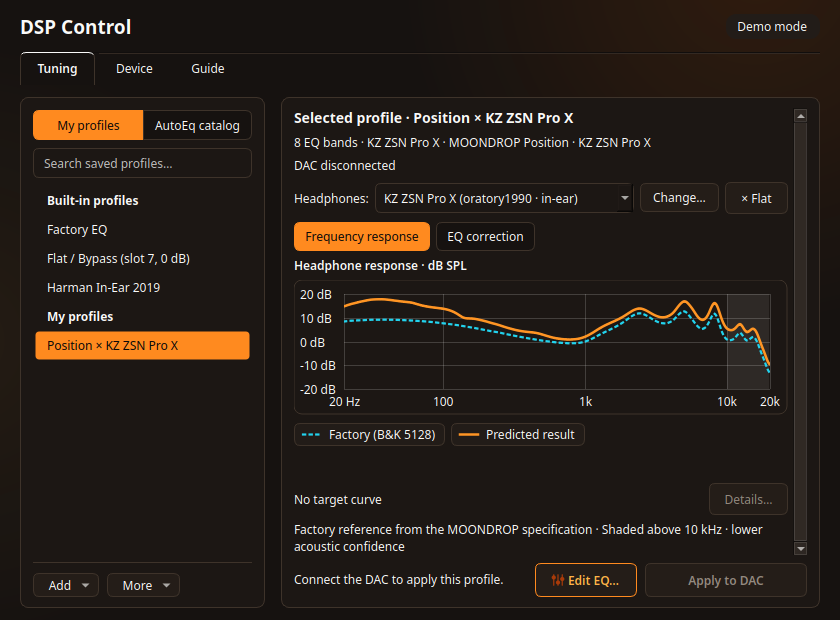 DSP Control
Demo mode
Tuning
Device
Guide
My profiles
AutoEq catalog
Search saved profiles...
Built-in profiles
Factory EQ
Flat / Bypass (slot 7, 0 dB)
Harman In-Ear 2019
My profiles
Position × KZ ZSN Pro X
Add
More
Selected profile · Position × KZ ZSN Pro X
8 EQ bands · KZ ZSN Pro X · MOONDROP Position · KZ ZSN Pro X
DAC disconnected
Headphones:
KZ ZSN Pro X (oratory1990 · in-ear)
Change...
× Flat
Frequency response
EQ correction
Headphone response · dB SPL
20 dB
10 dB
0 dB
-10 dB
-20 dB
20 Hz
100
1k
10k
20k
Factory (B&K 5128)
Predicted result
No target curve
Details...
Factory reference from the MOONDROP specification · Shaded above 10 kHz · lower
acoustic confidence
Connect the DAC to apply this profile.
Edit EQ...
Apply to DAC